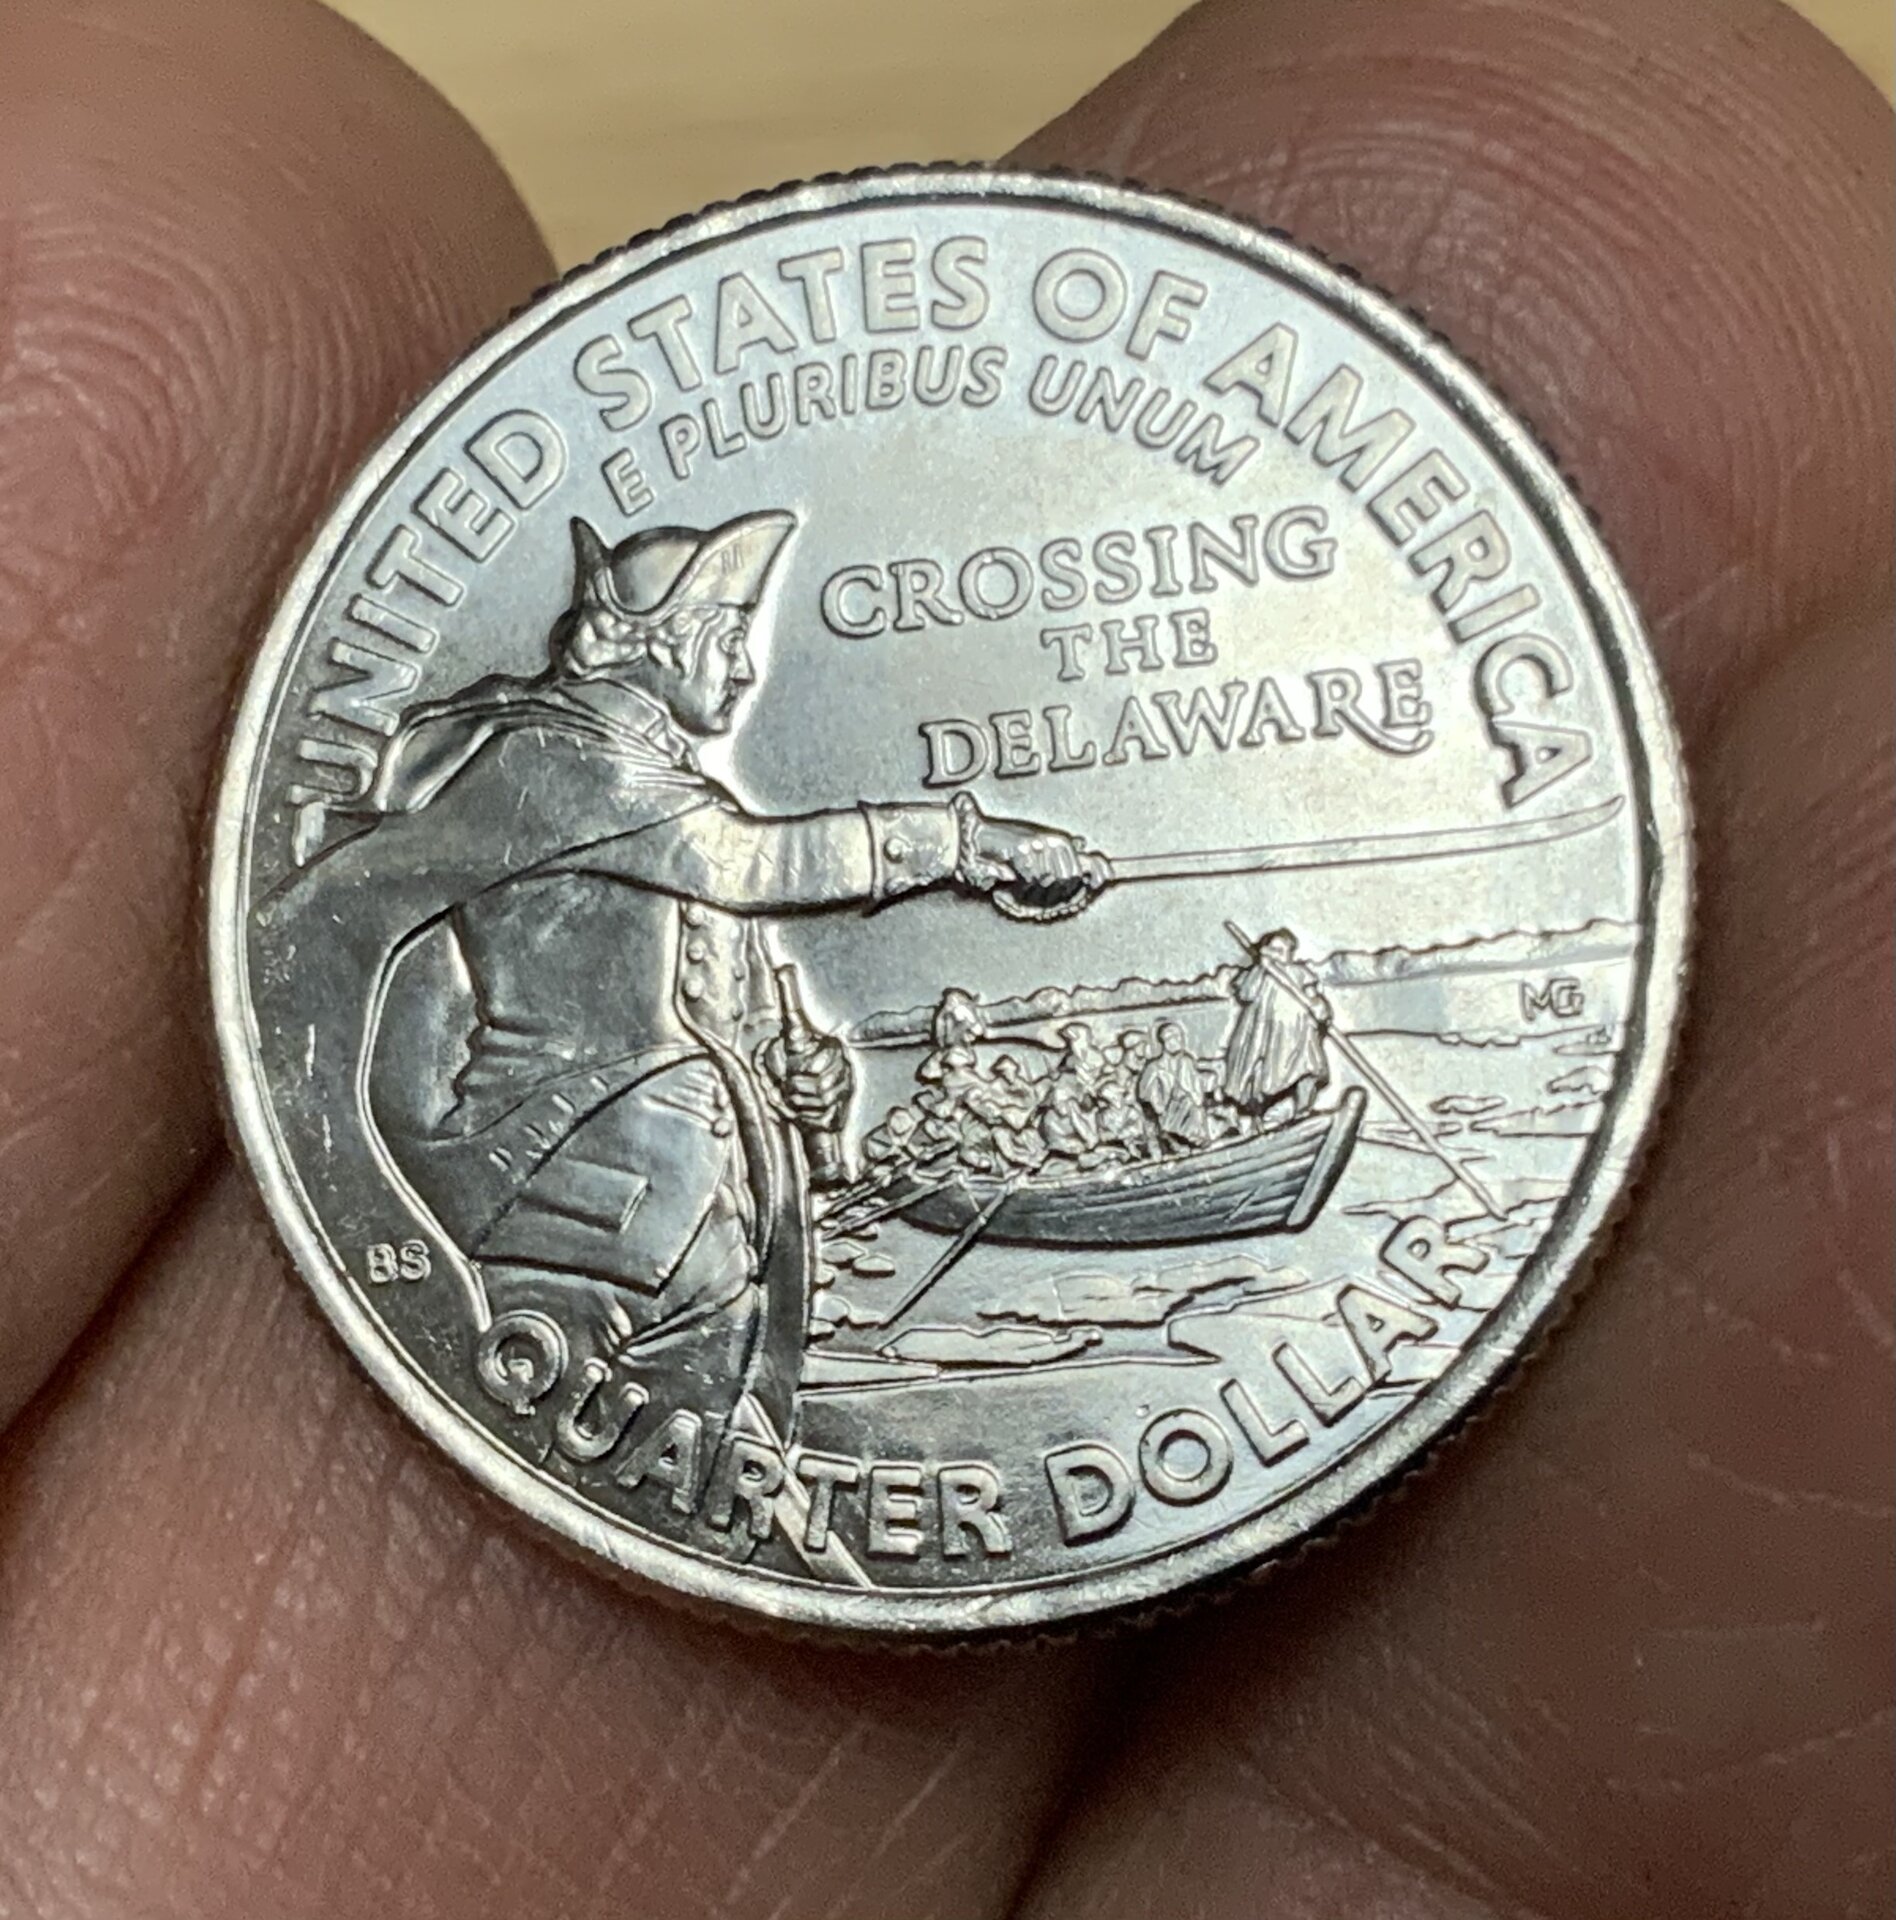 UNITED STATES OF AMERICA
E PLURIBUS UNUM
CROSSING
THE
DELAWARE
MG
BS
QUARTER DOLLAR